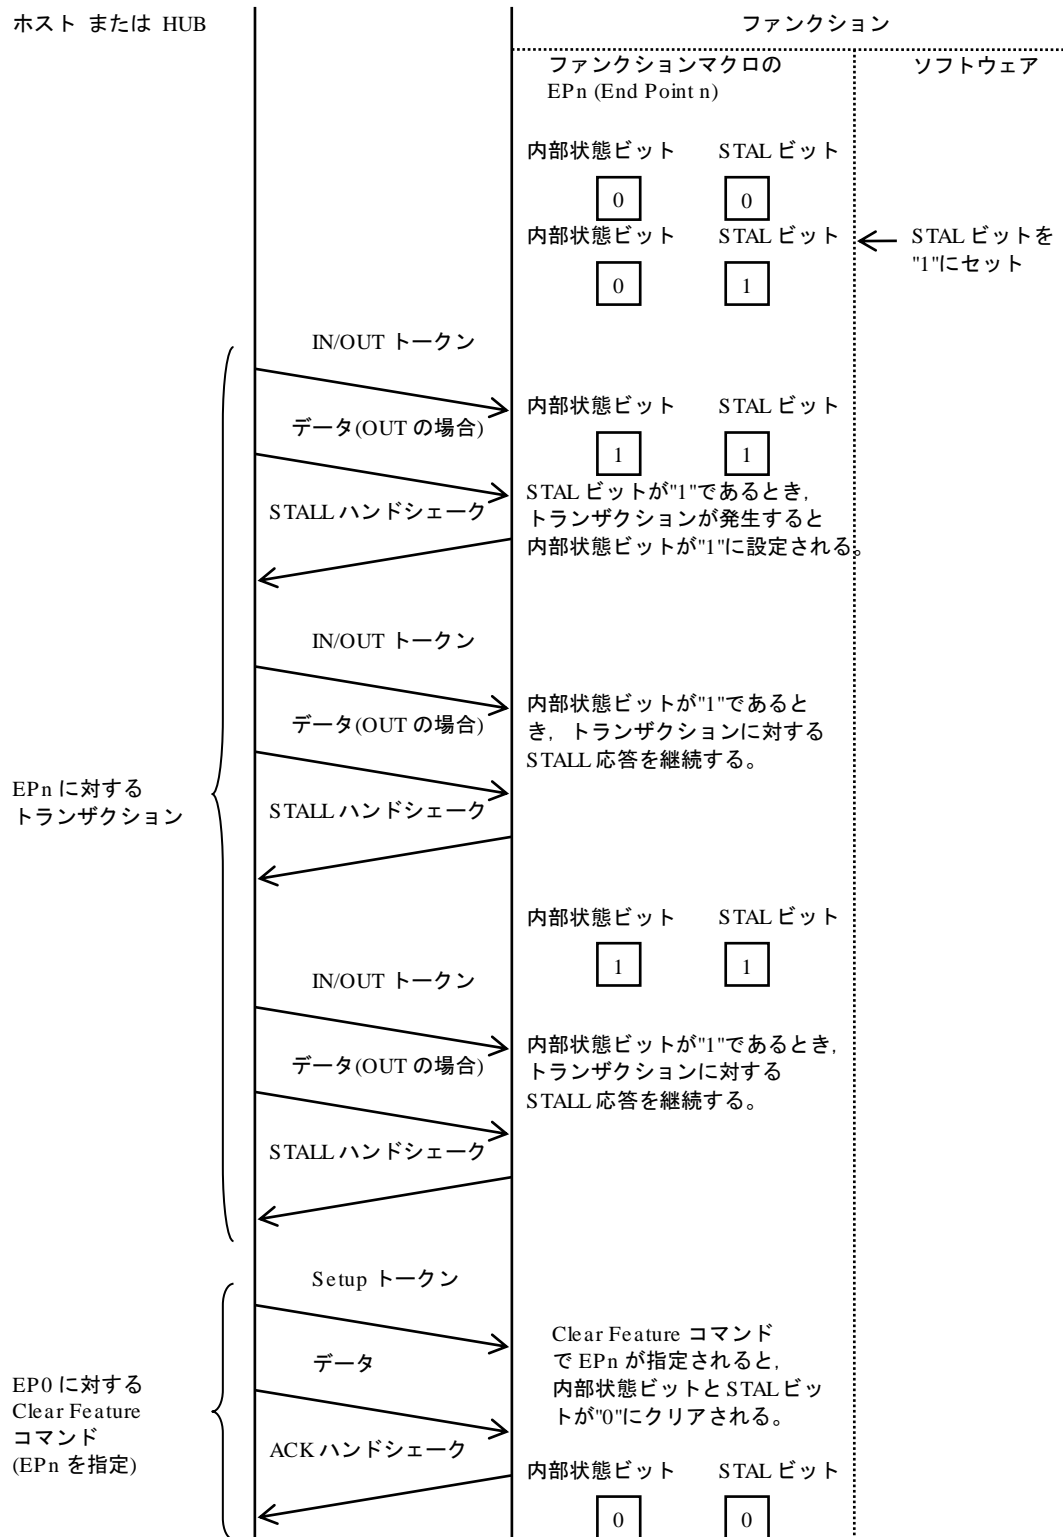 ホスト または HUB
ファンクション
ファンクションマクロの
EPn (End Point n)
ソフトウェア
内部状態ビット STAL ビット
0 0
内部状態ビット STAL ビット
STAL ビットを
"1"にセット
0 1
IN/OUT トークン
内部状態ビット STAL ビット
データ(OUT の場合)
1 1
STAL ビットが"1"であるとき,
トランザクションが発生すると
内部状態ビットが"1"に設定される。
STALL ハンドシェーク
IN/OUT トークン
データ(OUT の場合)
内部状態ビットが"1"であると
き, トランザクションに対する
STALL 応答を継続する。
EPn に対する
トランザクション
STALL ハンドシェーク
内部状態ビット STAL ビット
1 1
IN/OUT トークン
データ(OUT の場合)
内部状態ビットが"1"であるとき,
トランザクションに対する
STALL 応答を継続する。
STALL ハンドシェーク
Setup トークン
データ
Clear Feature コマンド
で EPn が指定されると,
内部状態ビットと STAL ビッ
トが"0"にクリアされる。
EP0 に対する
Clear Feature
コマンド
(EPn を指定)
ACK ハンドシェーク
内部状態ビット STAL ビット
0 0